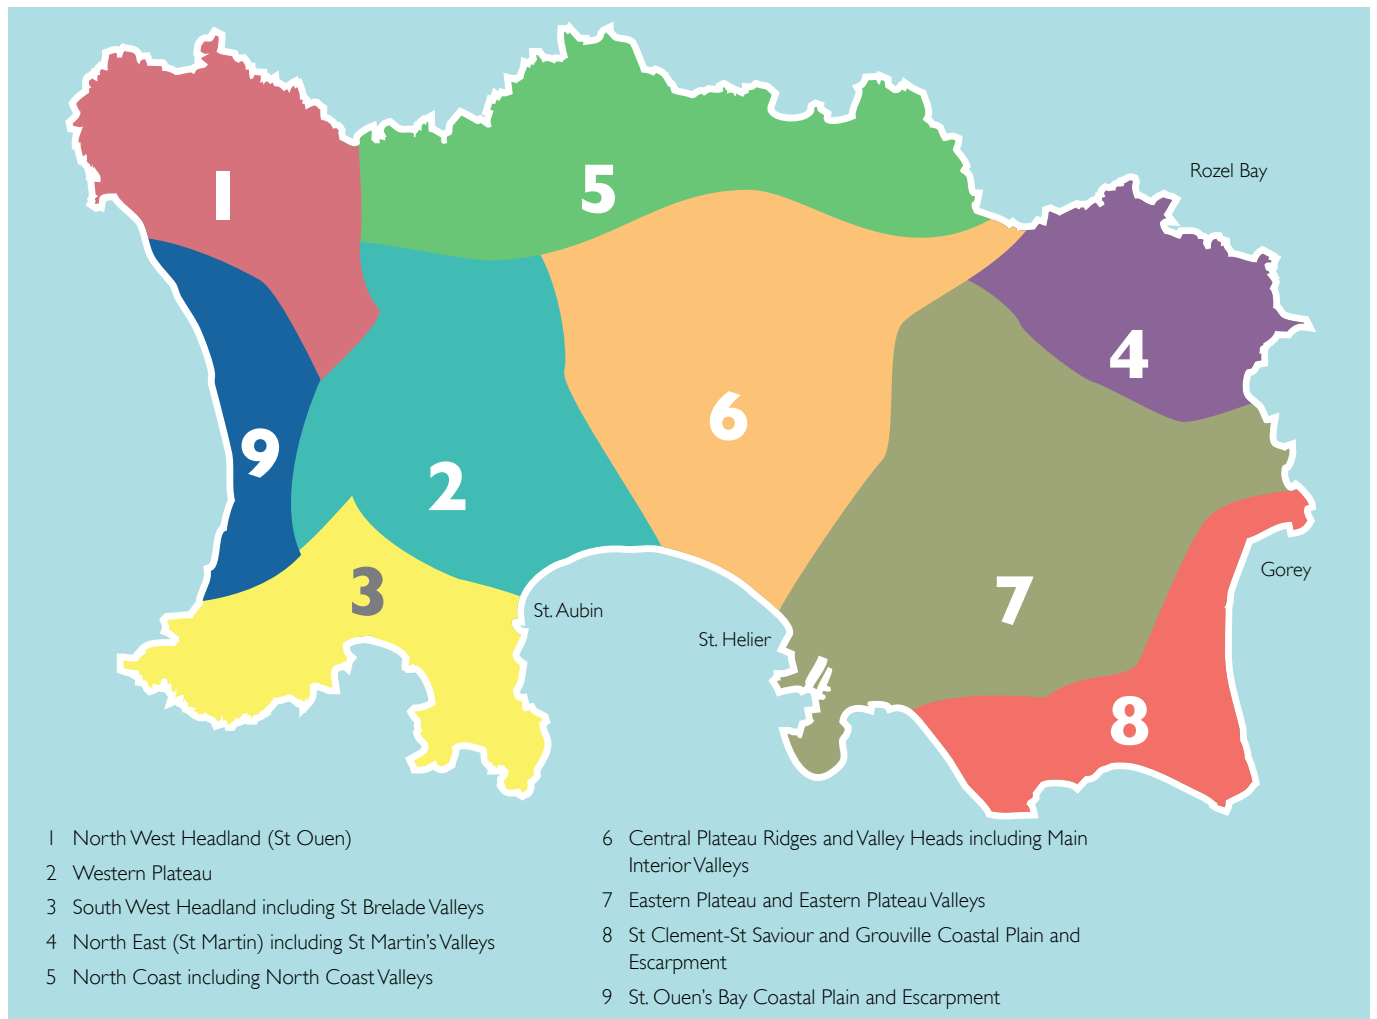 Rozel Bay
1
5
4
6
9
2
3
7
Gorey
St. Aubin
St. Helier
8
1 North West Headland (St Ouen)
2 Western Plateau
3 South West Headland including St Brelade Valleys
4 North East (St Martin) including St Martin's Valleys
5 North Coast including North Coast Valleys
6 Central Plateau Ridges and Valley Heads including Main
Interior Valleys
7 Eastern Plateau and Eastern Plateau Valleys
8 St Clement-St Saviour and Grouville Coastal Plain and
Escarpment
9 St. Ouen's Bay Coastal Plain and Escarpment